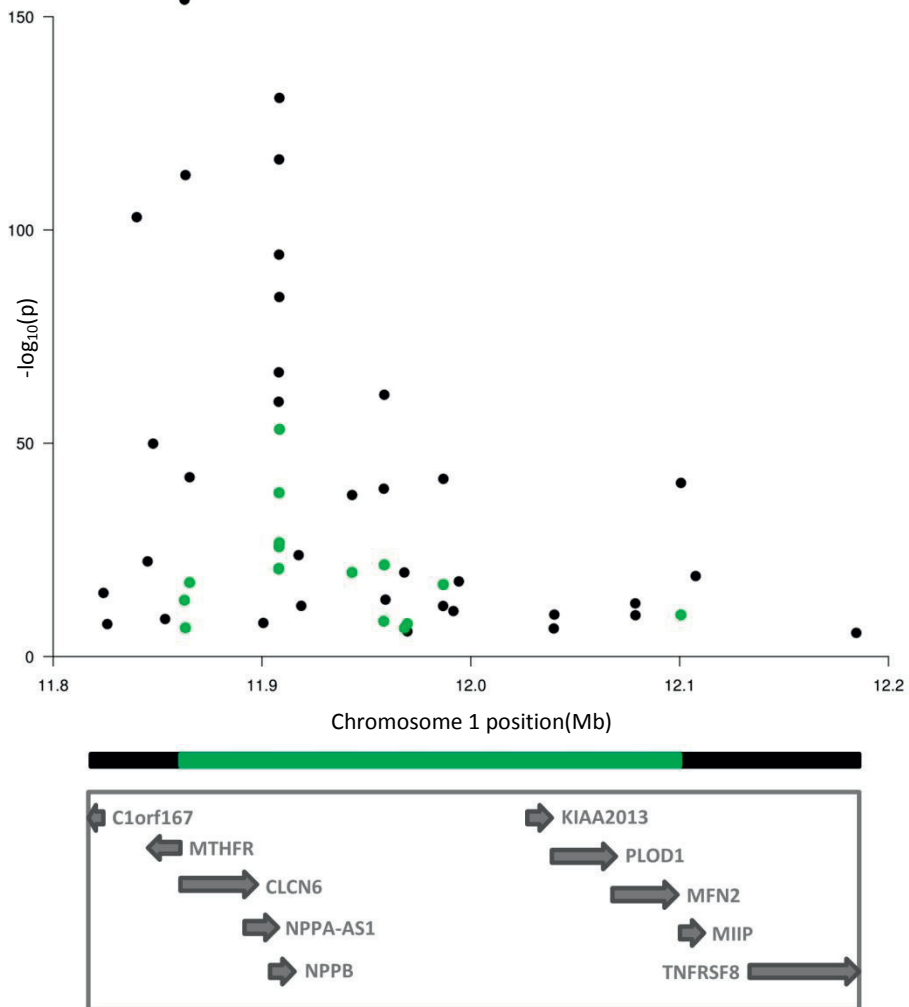 150
100
-log10(p)
50
0
11.8 11.9 12.0 12.1 12.2
Chromosome 1 position(Mb)
C1orf167 KIAA2013
MTHFR PLOD1
CLCN6 MFN2
NPPA-AS1 MIIP
NPPB TNFRSF8